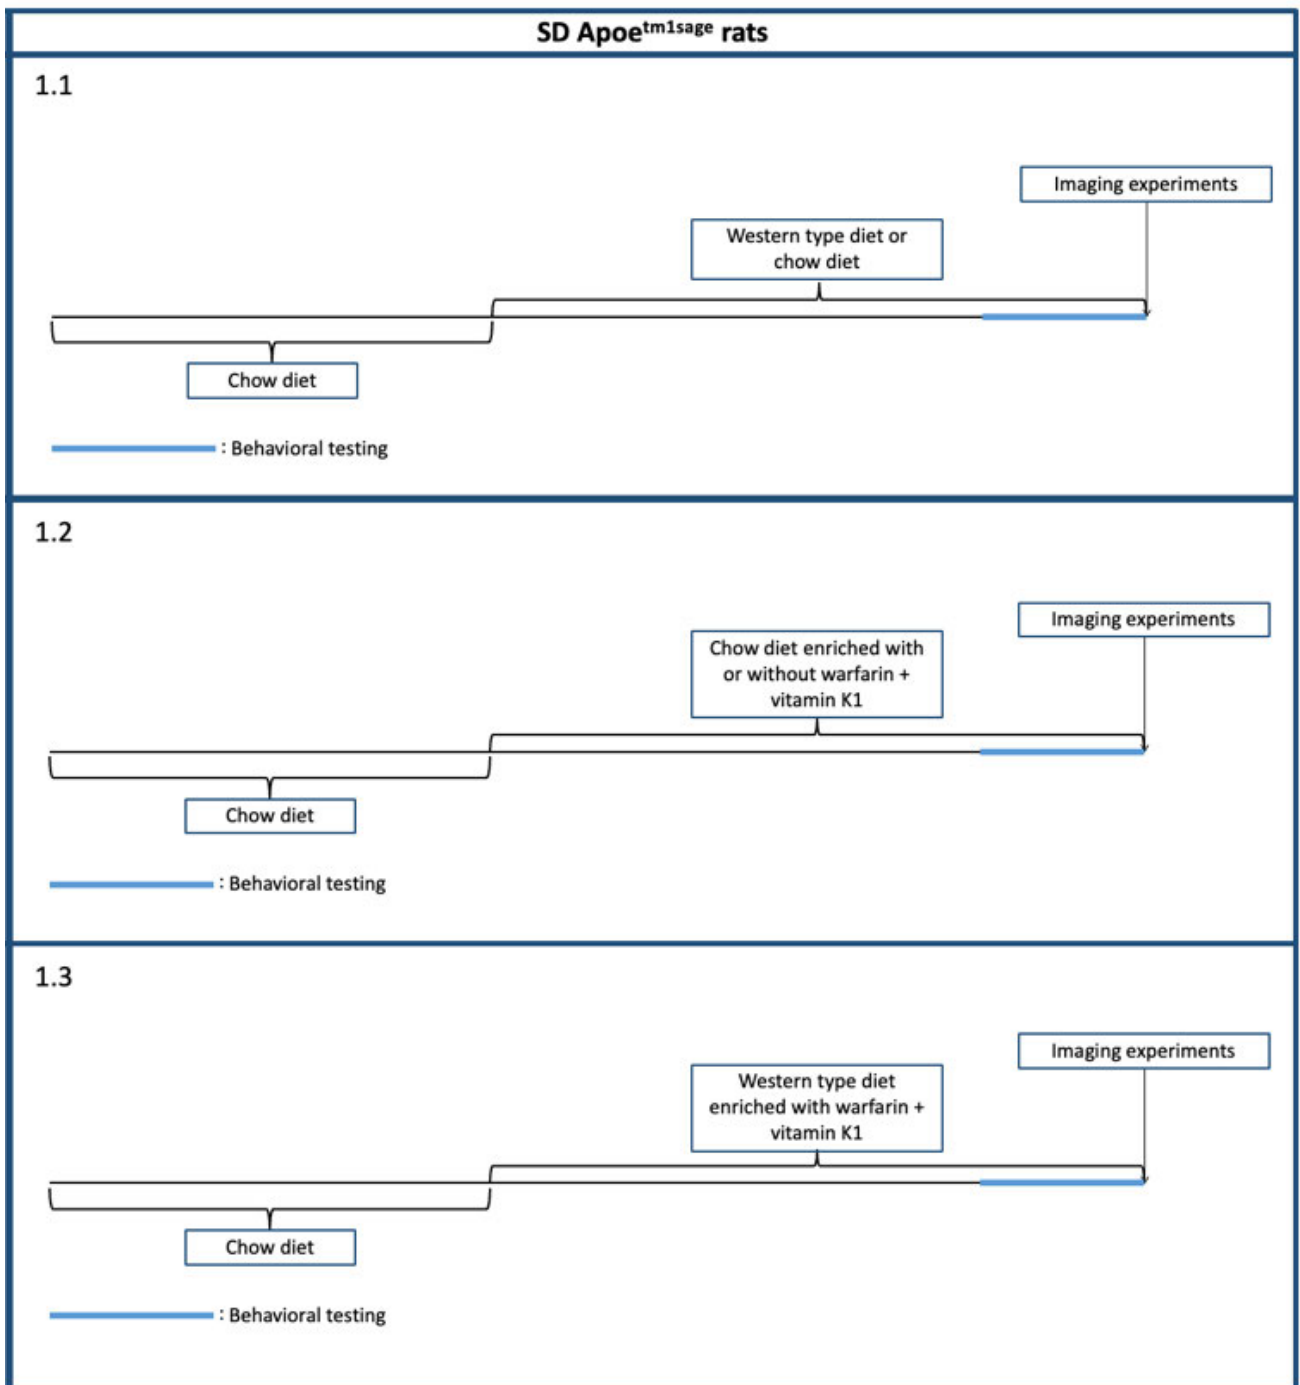 SD Apoetm1sage rats
1.1
Imaging experiments
Western type diet or
chow diet
Chow diet
: Behavioral testing
1.2
Imaging experiments
Chow diet enriched with
or without warfarin +
vitamin K1
Chow diet
: Behavioral testing
1.3
Imaging experiments
Western type diet
enriched with warfarin +
vitamin K1
Chow diet
: Behavioral testing